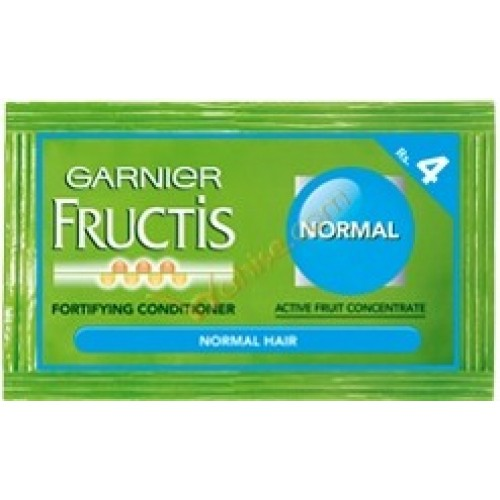 GARNIER
FRUCTIS
FORTIFYING CONDITIONER
Rs. 4
NORMAL
ACTIVE FRUIT CONCENTRATE
NORMAL HAIR